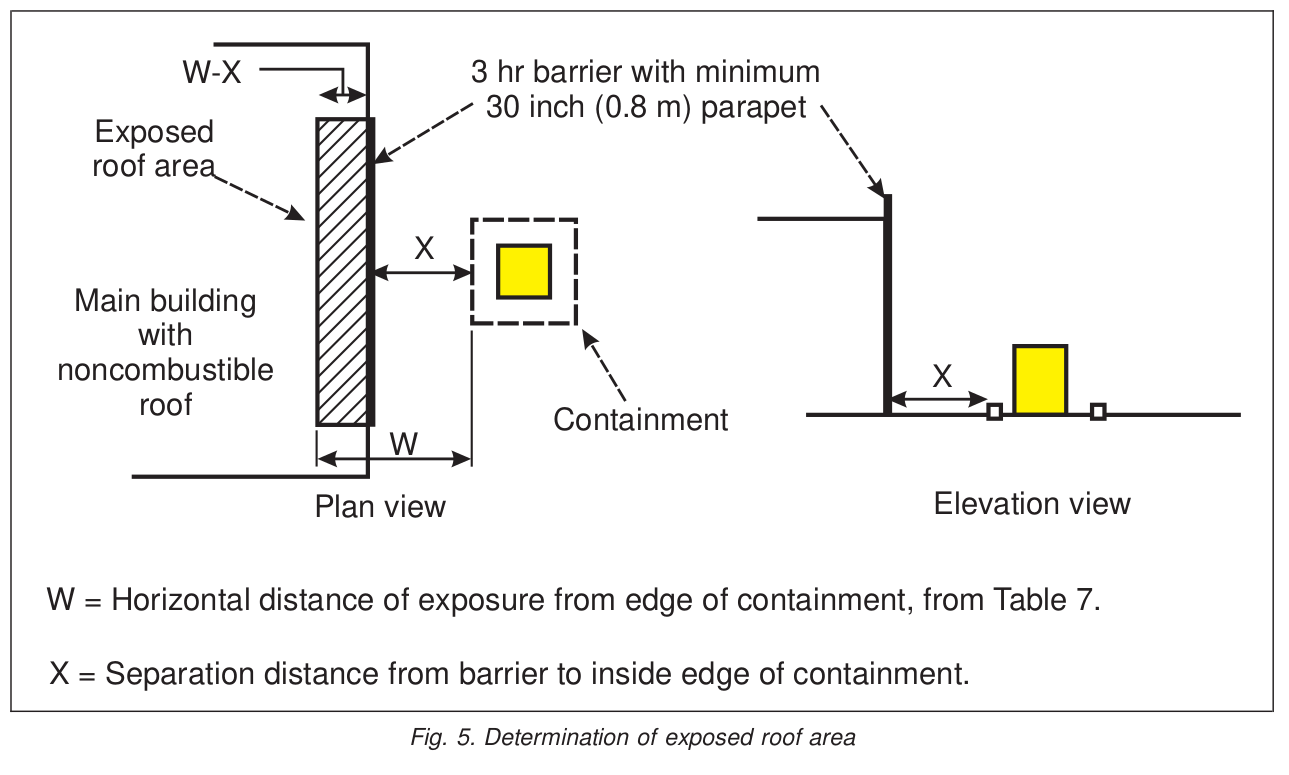 W-X
3 hr barrier with minimum
30 inch (0.8 m) parapet
Exposed
roof area
X
Main building
with
noncombustible
roof
Containment
W
Plan view
X
Elevation view
W = Horizontal distance of exposure from edge of containment, from Table 7.
X = Separation distance from barrier to inside edge of containment.
Fig. 5. Determination of exposed roof area